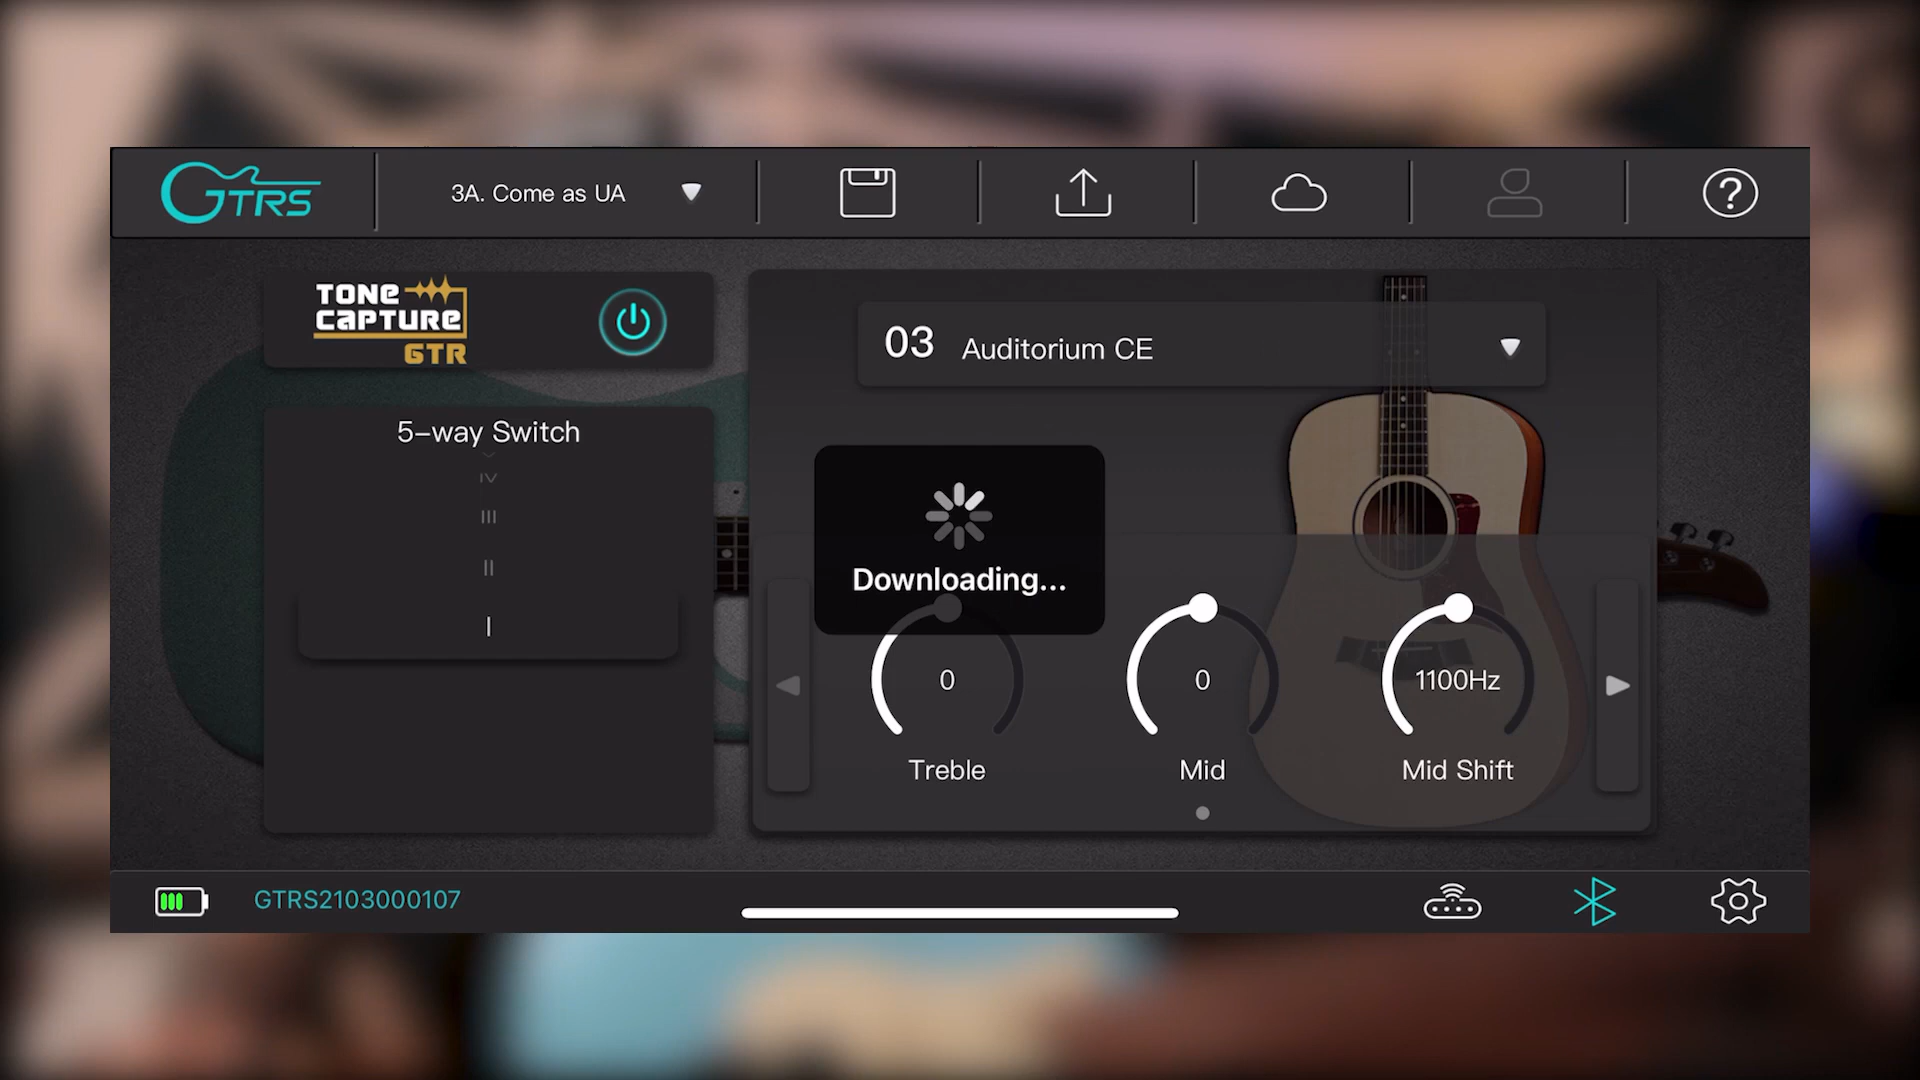 GTRS
3A. Come as UA
?
TONE
CAPTURE
GTR
03 Auditorium CE
5-way Switch
IV
III
II
I
Downloading...
0
0
1100Hz
Treble
Mid
Mid Shift
GTRS2103000107